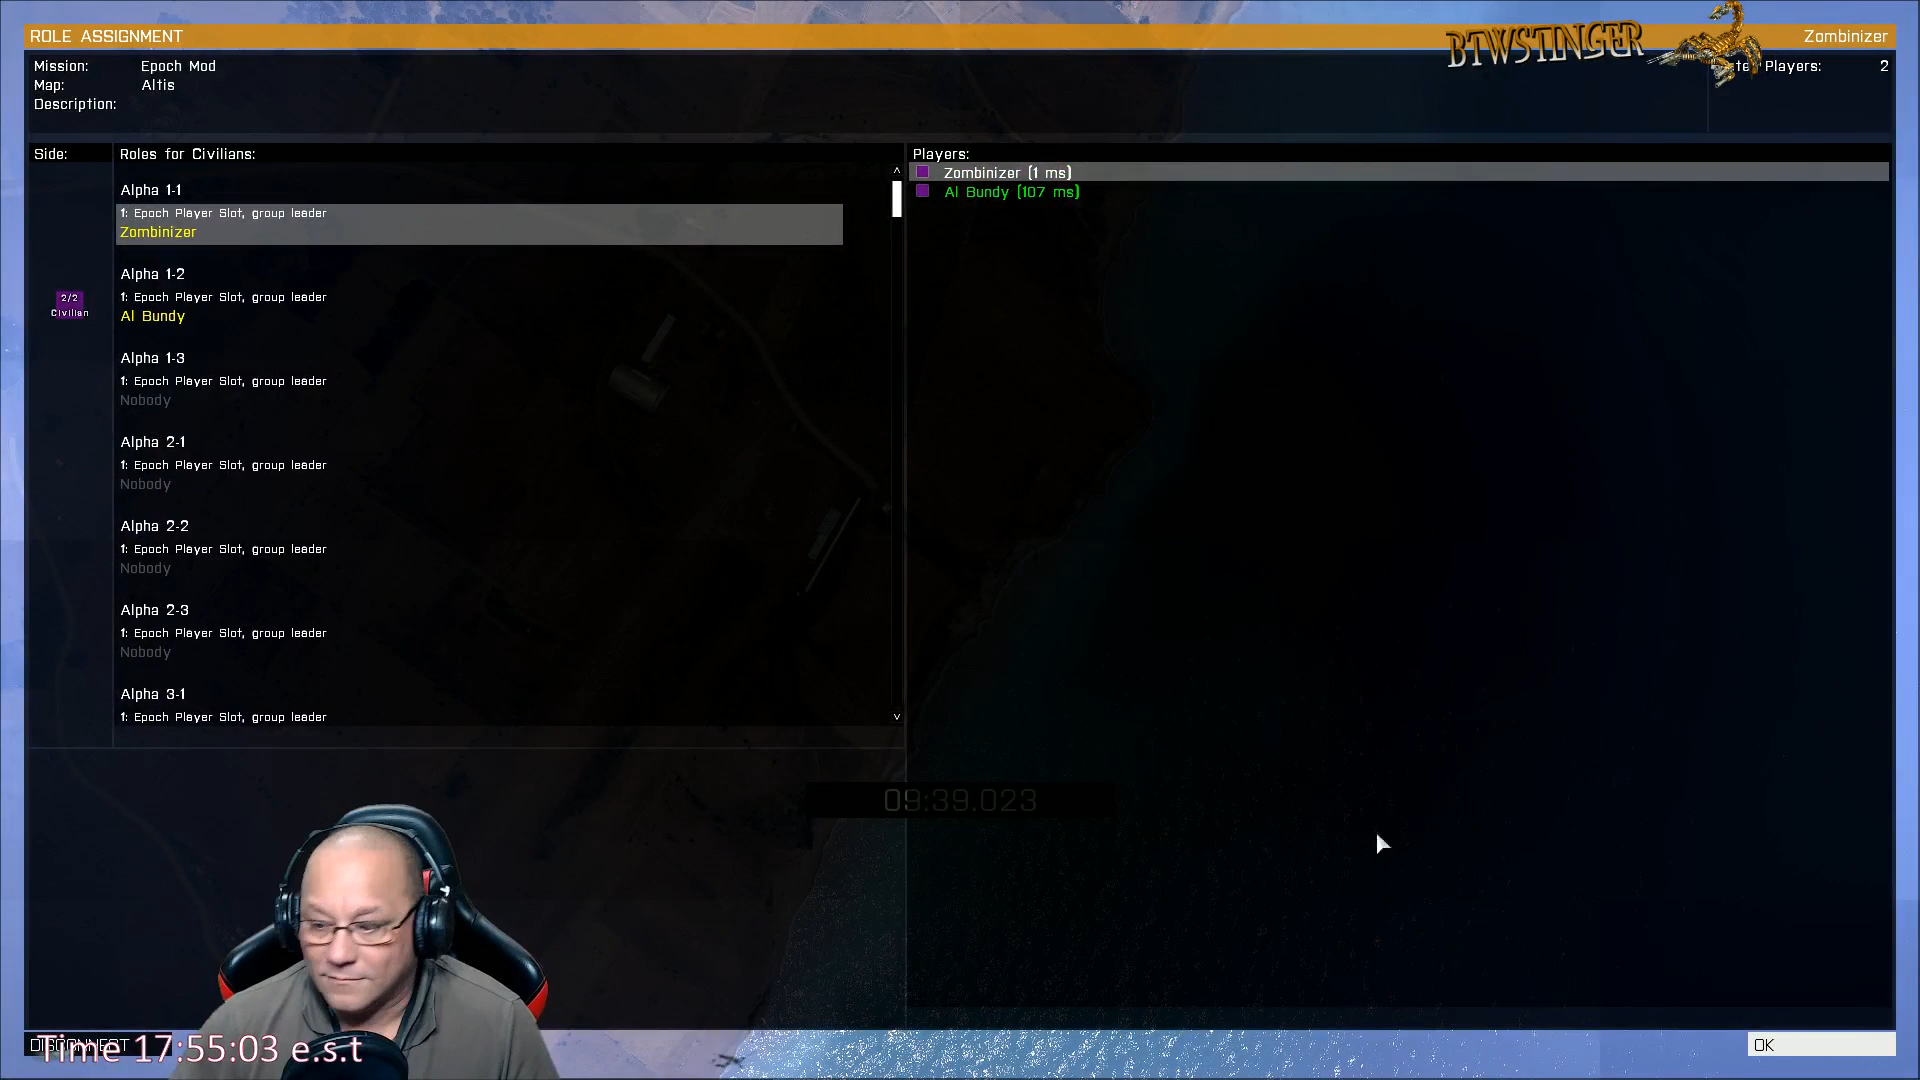 ROLE ASSIGNMENT
BTWSTINGER
Zombinizer
Mission: Epoch Mod
Players: 2
Map: Altis
Description:
Side:
Roles for Civilians:
Players:
Zombinizer (1 ms)
Al Bundy (107 ms)
Alpha 1-1
1: Epoch Player Slot, group leader
Zombinizer
Alpha 1-2
1: Epoch Player Slot, group leader
Al Bundy
2/2
Civilian
Alpha 1-3
1: Epoch Player Slot, group leader
Nobody
Alpha 2-1
1: Epoch Player Slot, group leader
Nobody
Alpha 2-2
1: Epoch Player Slot, group leader
Nobody
Alpha 2-3
1: Epoch Player Slot, group leader
Nobody
Alpha 3-1
1: Epoch Player Slot, group leader
09:39.023
DISCONNECT
Time 17:55:03 e.s.t
OK